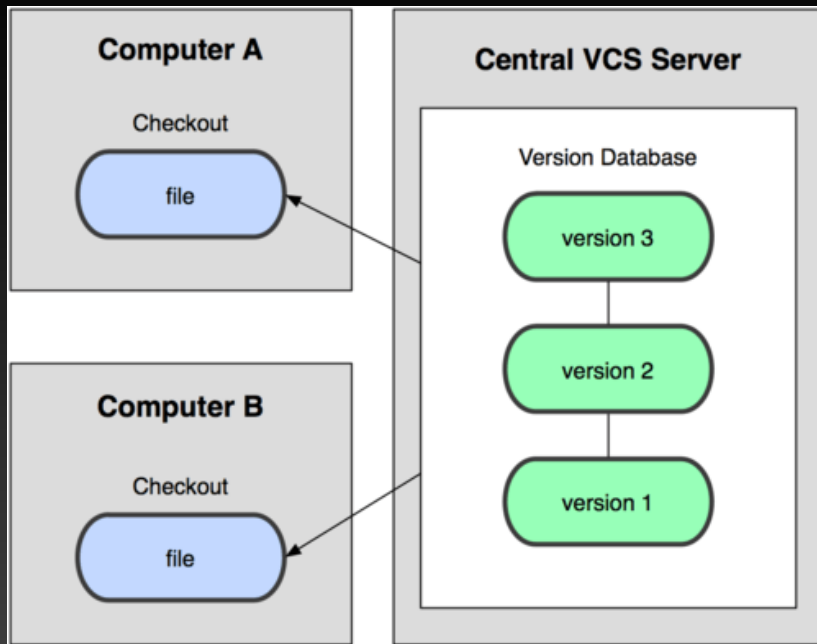 Computer A
Checkout
file
Computer B
Checkout
file
Central VCS Server
Version Database
version 3
version 2
version 1